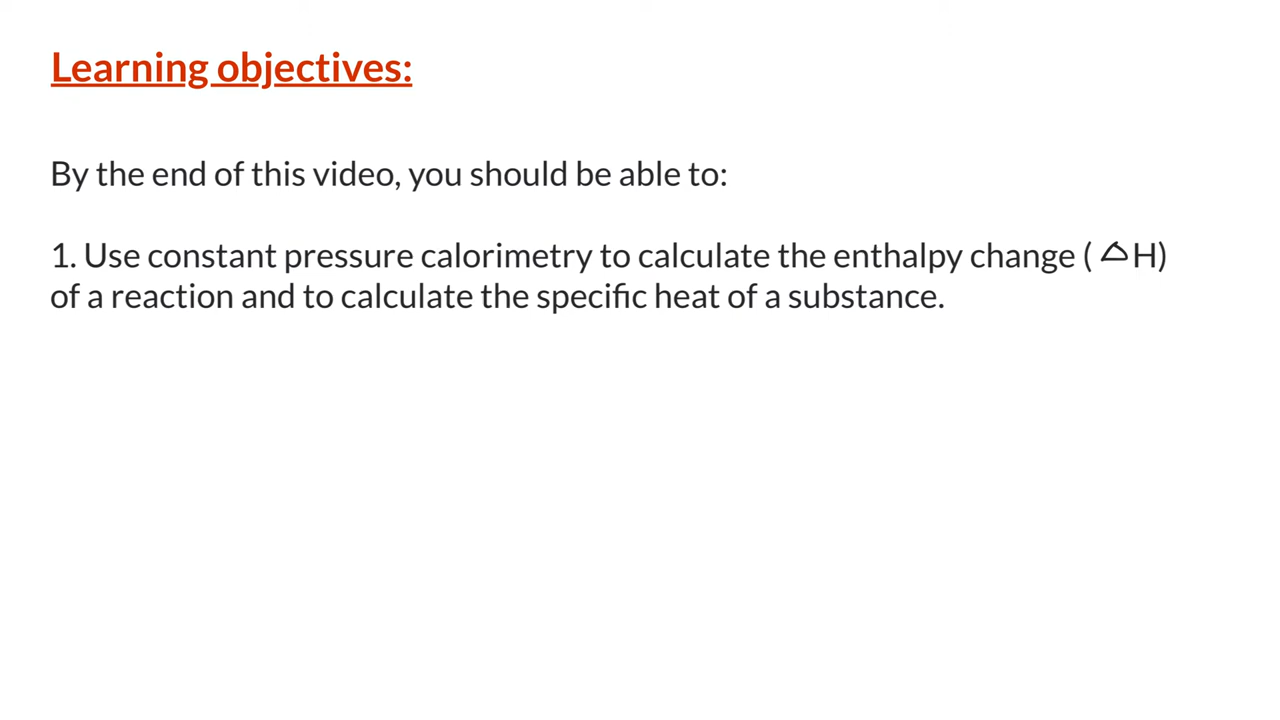 Learning objectives:
By the end of this video, you should be able to:
1. Use constant pressure calorimetry to calculate the enthalpy change ( △H)
of a reaction and to calculate the specific heat of a substance.